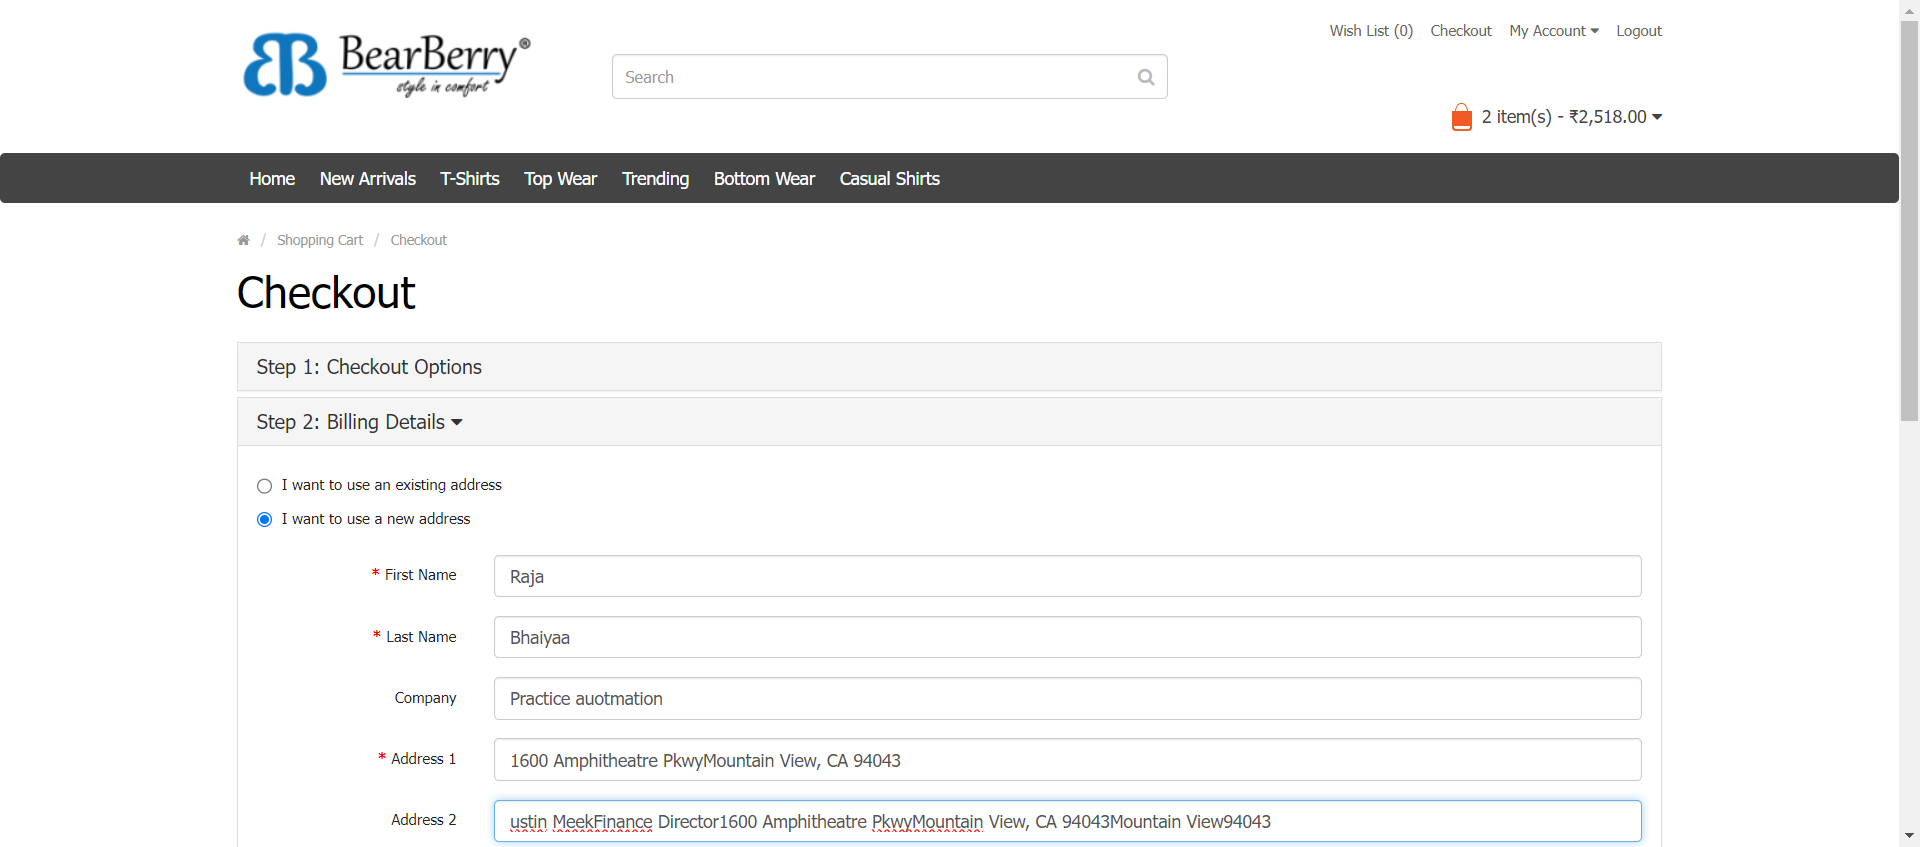 Wish List (0) Checkout My Account Logout
BearBerry®
style in comfort
Search
2 item(s) - ₹2,518.00
Home New Arrivals T-Shirts Top Wear Trending Bottom Wear Casual Shirts
/ Shopping Cart / Checkout
Checkout
Step 1: Checkout Options
Step 2: Billing Details
I want to use an existing address
I want to use a new address
* First Name Raja
* Last Name Bhaiyaa
Company Practice auotmation
* Address 1 1600 Amphitheatre PkwyMountain View, CA 94043
Address 2 ustin MeekFinance Director1600 Amphitheatre PkwyMountain View, CA 94043Mountain View94043